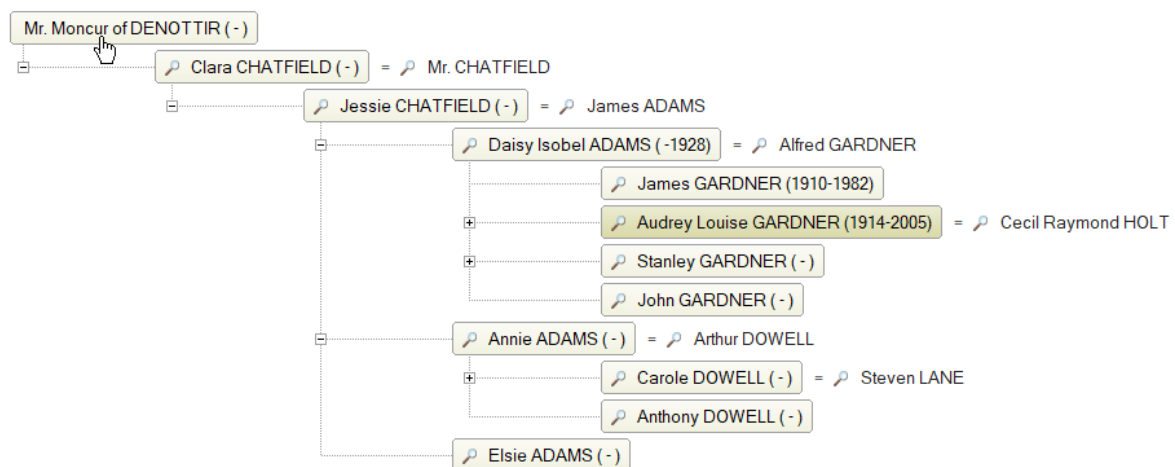 Mr. Moncur of DENOTTIR ( - )
Clara CHATFIELD ( - ) = Mr. CHATFIELD
Jessie CHATFIELD ( - ) = James ADAMS
Daisy Isobel ADAMS ( -1928) = Alfred GARDNER
James GARDNER (1910-1982)
Audrey Louise GARDNER (1914-2005) = Cecil Raymond HOLT
Stanley GARDNER ( - )
John GARDNER ( - )
Annie ADAMS ( - ) = Arthur DOWELL
Carole DOWELL ( - ) = Steven LANE
Anthony DOWELL ( - )
Elsie ADAMS ( - )